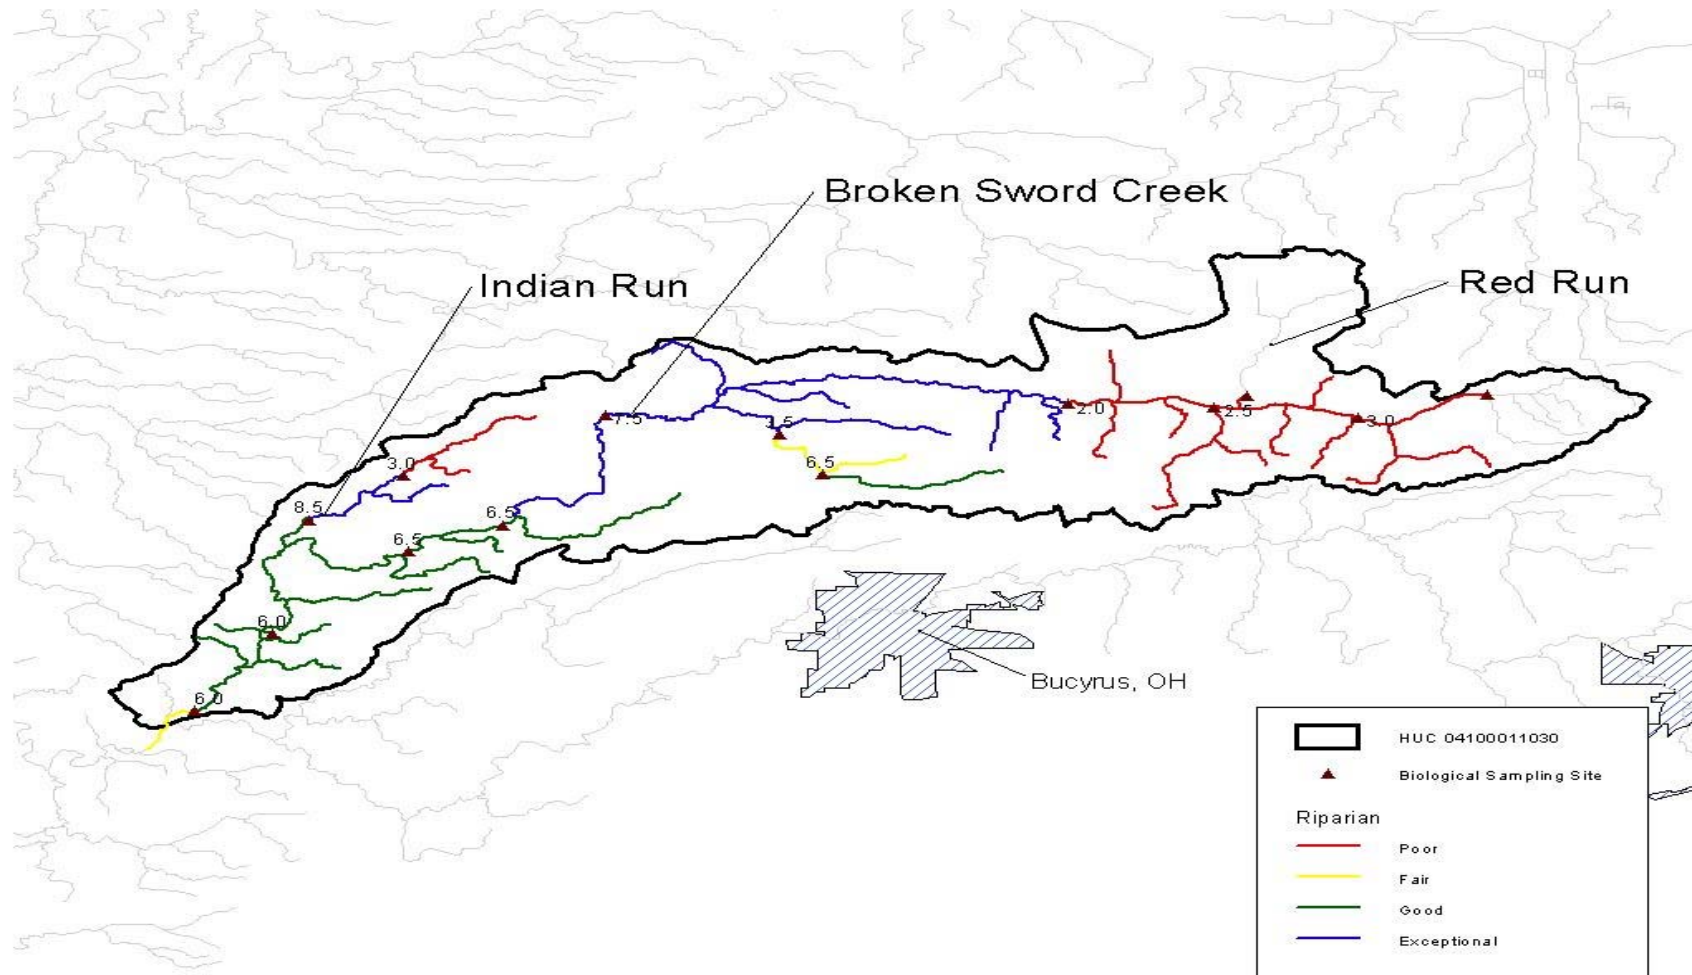 Broken Sword Creek
Indian Run
Red Run
2.0
2.5
3.0
7.5
3.5
6.5
3.0
8.5
6.5
6.5
6.0
6.0
Bucyrus, OH
HUC 04100011030
Biological Sampling Site
Riparian
Poor
Fair
Good
Exceptional